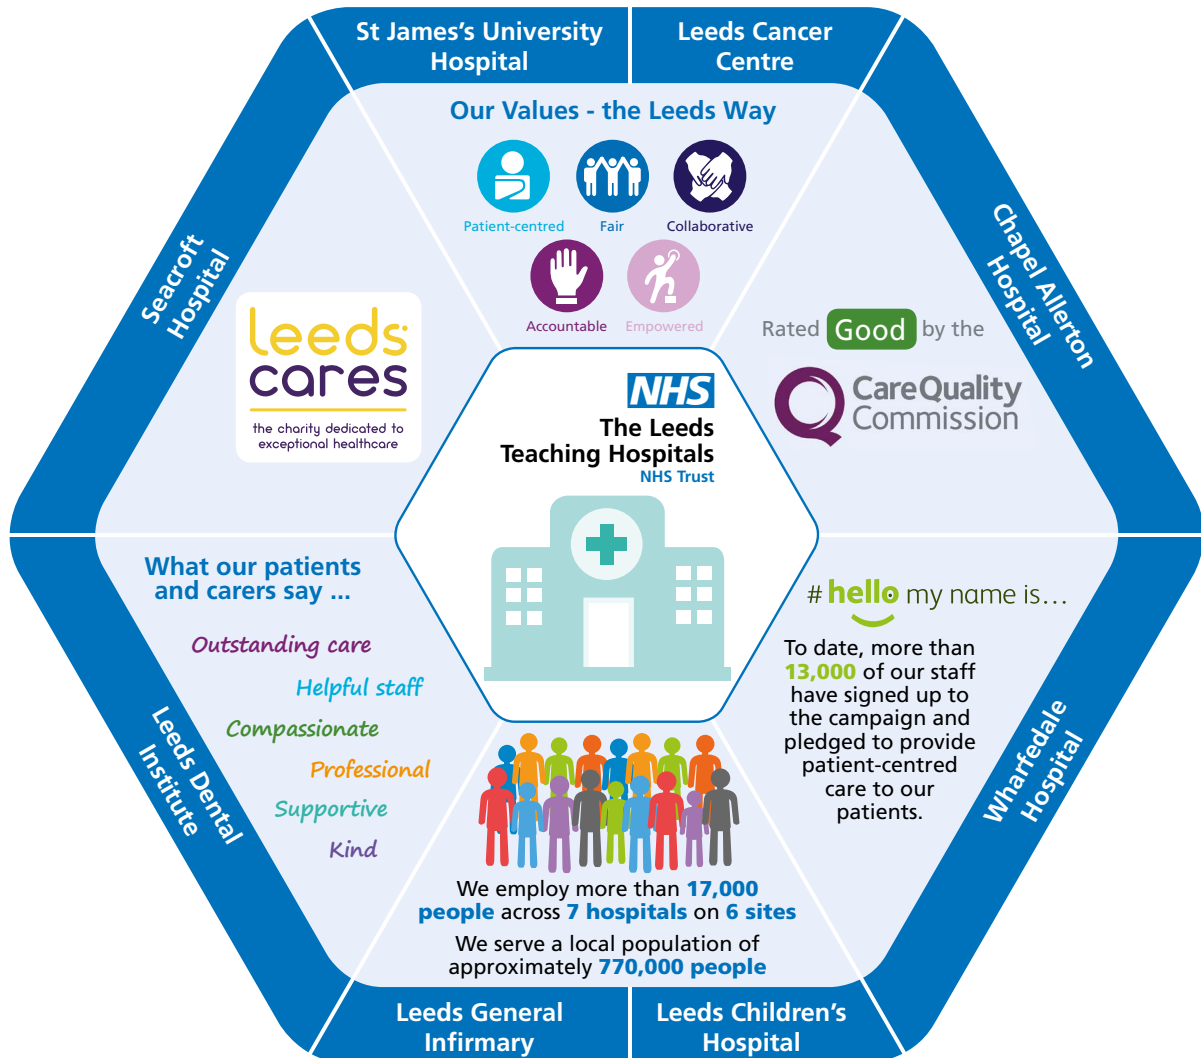 St James's University
Hospital
Leeds Cancer
Centre
Our Values - the Leeds Way
Patient-centred
Fair
Collaborative
Accountable
Empowered
Seacroft
Hospital
Chapel Allerton
Hospital
leeds
cares
the charity dedicated to
exceptional healthcare
Rated Good by the
CareQuality
Commission
NHS
The Leeds
Teaching Hospitals
NHS Trust
What our patients
and carers say ...
Outstanding care
Helpful staff
Compassionate
Professional
Supportive
Kind
# hello my name is...
To date, more than
13,000 of our staff
have signed up to
the campaign and
pledged to provide
patient-centred
care to our
patients.
Leeds Dental
Institute
Wharfedale
Hospital
We employ more than 17,000
people across 7 hospitals on 6 sites
We serve a local population of
approximately 770,000 people
Leeds General
Infirmary
Leeds Children's
Hospital